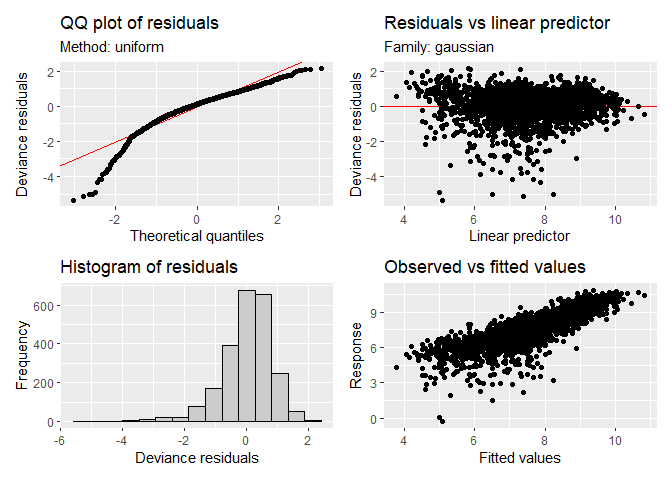 QQ plot of residuals
Method: uniform
Deviance residuals
2
0
-2
-4
-2
0
2
Theoretical quantiles
Residuals vs linear predictor
Family: gaussian
Deviance residuals
2
0
-2
-4
4
6
8
10
Linear predictor
Histogram of residuals
Frequency
600
400
200
0
-6
-4
-2
0
2
Deviance residuals
Observed vs fitted values
Response
9
6
3
0
4
6
8
10
Fitted values